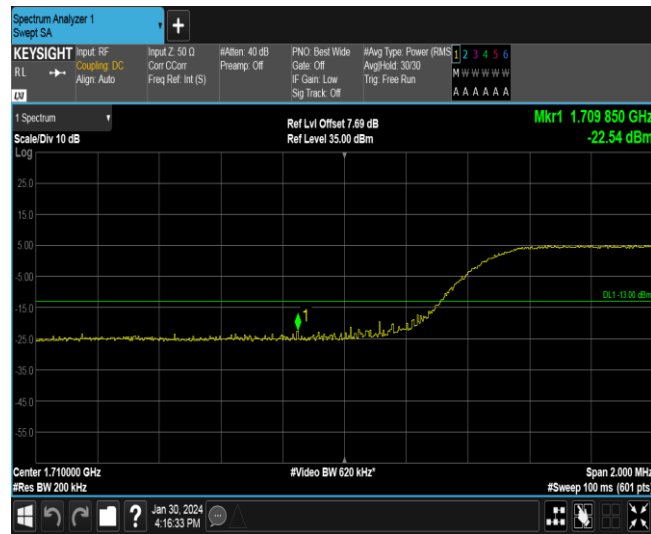 Spectrum Analyzer 1
Swept SA
+
KEYSIGHT
RL
LXI
Input: RF
Coupling: DC
Align: Auto
Input Z: 50 Ω
Corr CCorr
Freq Ref: Int (S)
#Atten: 40 dB
Preamp: Off
PNO: Best Wide
Gate: Off
IF Gain: Low
Sig Track: Off
#Avg Type: Power (RMS
Avg|Hold: 30/30
Trig: Free Run
1 2 3 4 5 6
M W W W W W
A A A A A A
1 Spectrum
Scale/Div 10 dB
Log
Ref Lvl Offset 7.69 dB
Ref Level 35.00 dBm
Mkr1 1.709 850 GHz
-22.54 dBm
25.0
15.0
5.00
-5.00
-15.0
-25.0
-35.0
-45.0
-55.0
1
DL1 -13.00 dBm
Center 1.710000 GHz
#Res BW 200 kHz
#Video BW 620 kHz*
Span 2.000 MHz
#Sweep 100 ms (601 pts
?
Jan 30, 2024
4:16:33 PM